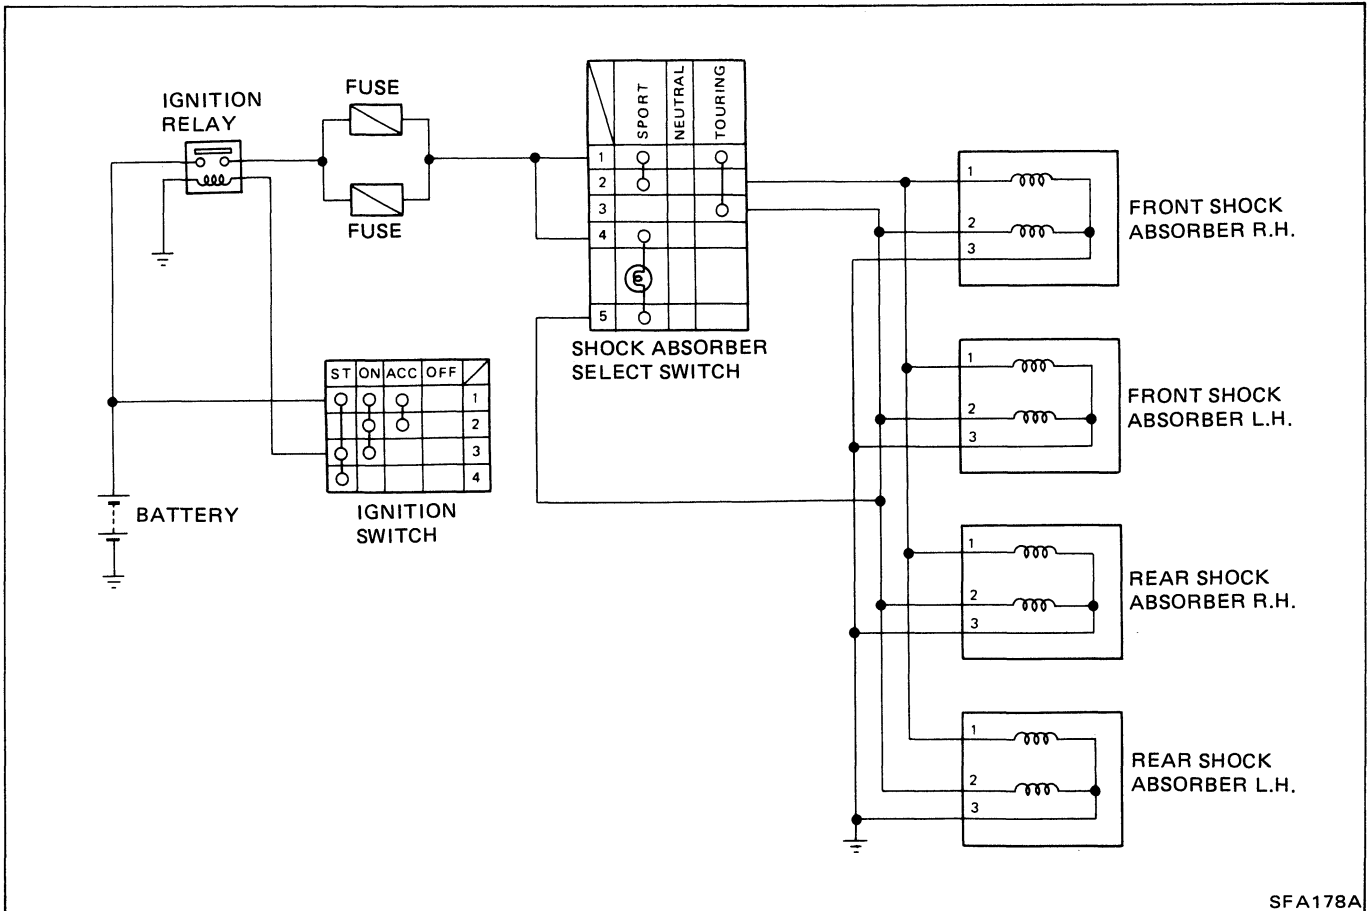 FUSE
IGNITION
RELAY
FUSE
SPORT
NEUTRAL
TOURING
1
2
3
4
5
SHOCK ABSORBER
SELECT SWITCH
ST ON ACC OFF
1
2
3
4
IGNITION
SWITCH
BATTERY
1
2
3
FRONT SHOCK
ABSORBER R.H.
1
2
3
FRONT SHOCK
ABSORBER L.H.
1
2
3
REAR SHOCK
ABSORBER R.H.
1
2
3
REAR SHOCK
ABSORBER L.H.
SFA178A